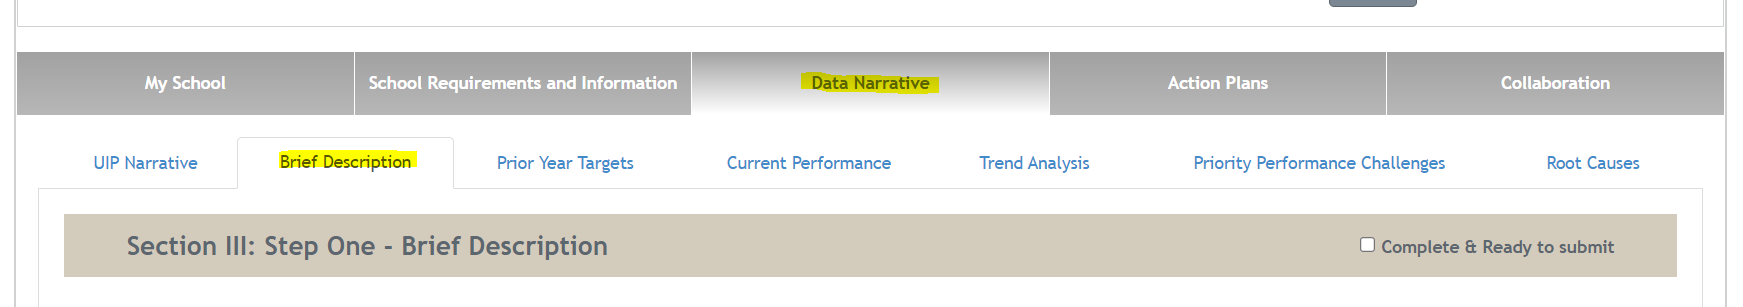 My School School Requirements and Information Data Narrative Action Plans Collaboration
UIP Narrative Brief Description Prior Year Targets Current Performance Trend Analysis Priority Performance Challenges Root Causes
Section III: Step One - Brief Description Complete & Ready to submit